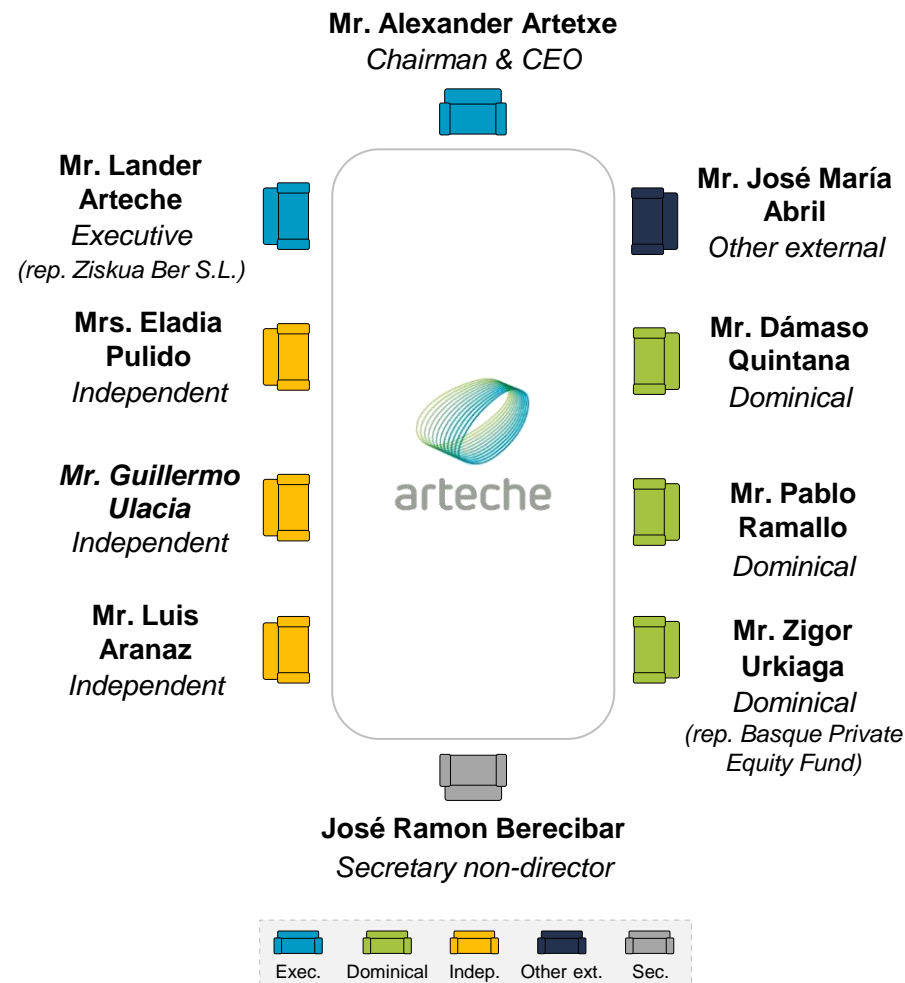 Mr. Alexander Artetxe
Chairman & CEO
Mr. Lander
Arteche
Executive
(rep. Ziskua Ber S.L.)
Mr. José María
Abril
Other external
Mrs. Eladia
Pulido
Independent
Mr. Dámaso
Quintana
Dominical
arteche
Mr. Guillermo
Ulacia
Independent
Mr. Pablo
Ramallo
Dominical
Mr. Luis
Aranaz
Independent
Mr. Zigor
Urkiaga
Dominical
(rep. Basque Private
Equity Fund)
José Ramon Berecibar
Secretary non-director
Exec. Dominical Indep. Other ext. Sec.